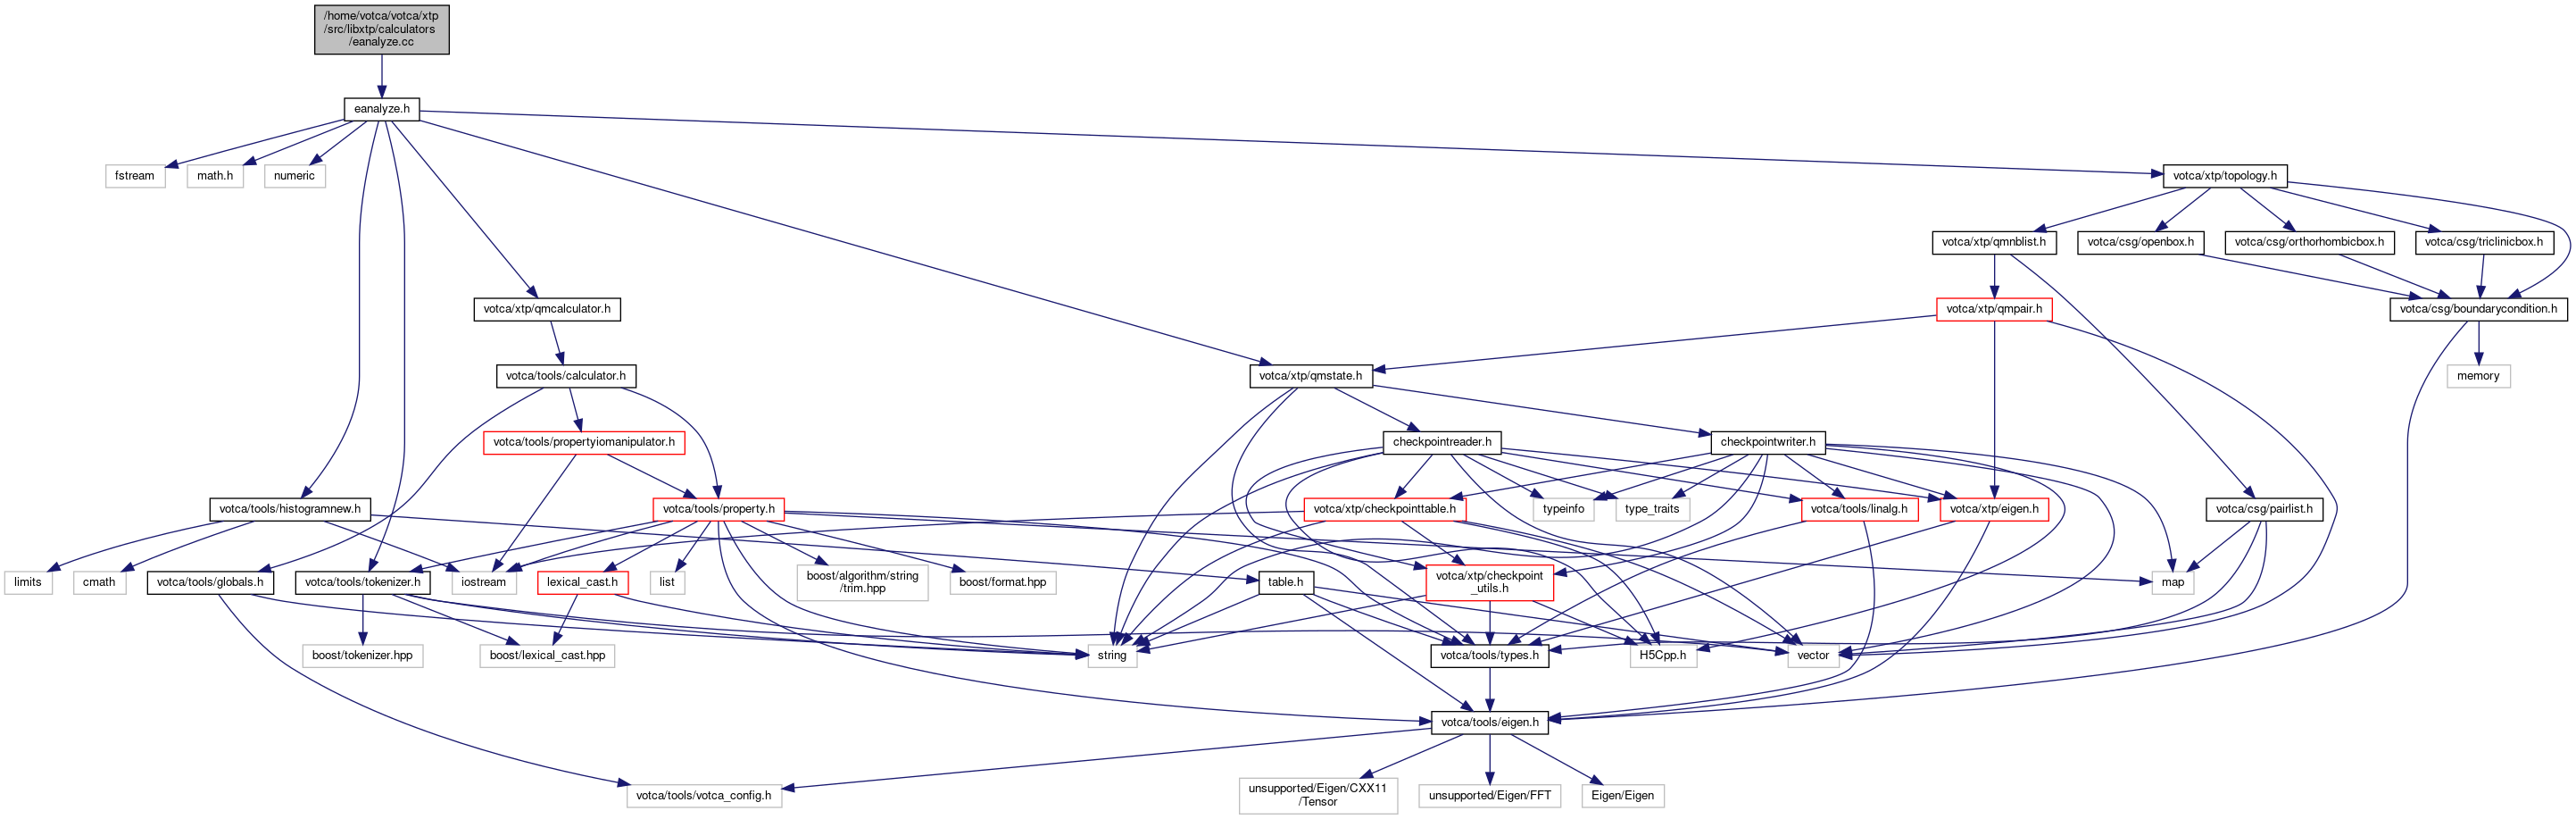 /home/votca/votca/xtp
/src/libxtp/calculators
/eanalyze.cc
eanalyze.h
fstream
math.h
numeric
votca/xtp/topology.h
votca/xtp/qmnblist.h
votca/csg/openbox.h
votca/csg/orthorhombicbox.h
votca/csg/triclinicbox.h
votca/xtp/qmcalculator.h
votca/xtp/qmpair.h
votca/csg/boundarycondition.h
votca/tools/calculator.h
votca/xtp/qmstate.h
memory
votca/tools/propertyiomanipulator.h
checkpointreader.h
checkpointwriter.h
votca/tools/histogramnew.h
votca/tools/property.h
votca/xtp/checkpointtable.h
typeinfo
type_traits
votca/tools/linalg.h
votca/xtp/eigen.h
votca/csg/pairlist.h
limits
cmath
votca/tools/globals.h
votca/tools/tokenizer.h
iostream
lexical_cast.h
list
boost/algorithm/string
/trim.hpp
boost/format.hpp
table.h
votca/xtp/checkpoint
_utils.h
map
boost/tokenizer.hpp
boost/lexical_cast.hpp
string
votca/tools/types.h
H5Cpp.h
vector
votca/tools/eigen.h
votca/tools/votca_config.h
unsupported/Eigen/CXX11
/Tensor
unsupported/Eigen/FFT
Eigen/Eigen